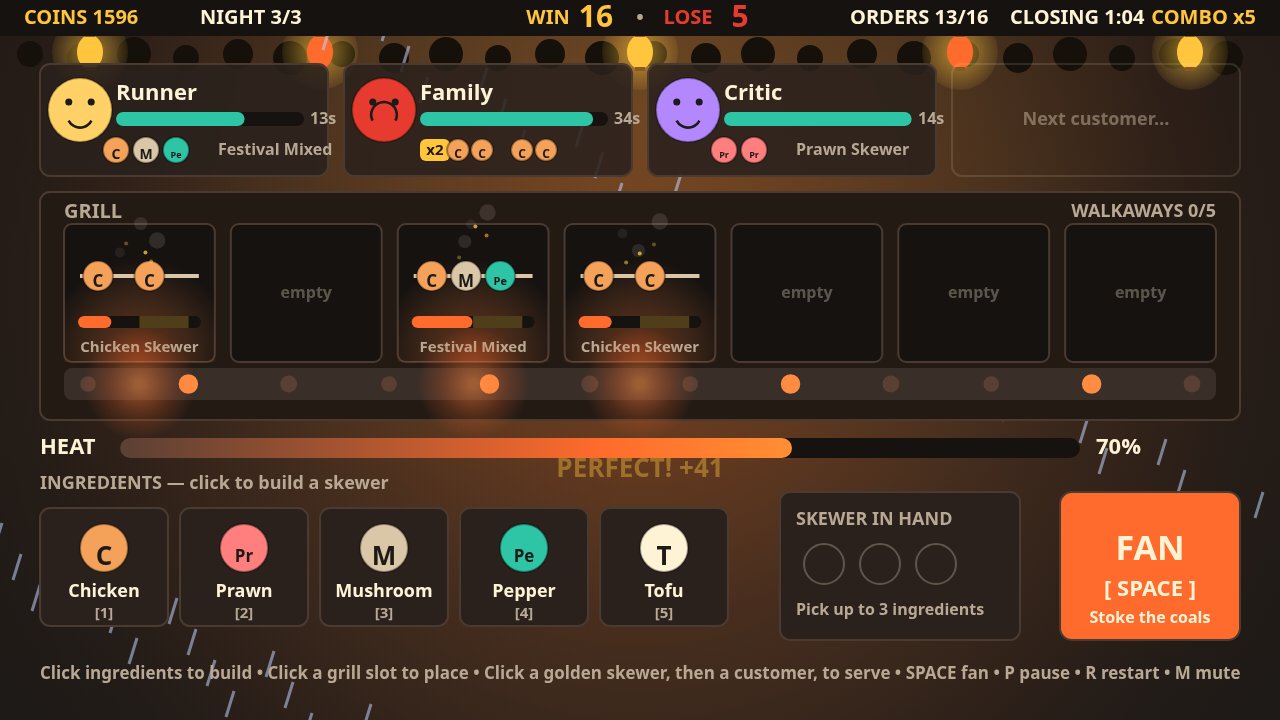 COINS 1596 NIGHT 3/3 WIN 16 • LOSE 5 ORDERS 13/16 CLOSING 1:04 COMBO x5
Runner
13s
C M Pe Festival Mixed
Family
34s
x2 C C C C
Critic
14s
Pr Pr Prawn Skewer
Next customer...
GRILL WALKAWAYS 0/5
C C
Chicken Skewer
empty
C M Pe
Festival Mixed
C C
Chicken Skewer
empty
empty
empty
HEAT 70%
PERFECT! +41
INGREDIENTS — click to build a skewer
C
Chicken
[1]
Pr
Prawn
[2]
M
Mushroom
[3]
Pe
Pepper
[4]
T
Tofu
[5]
SKEWER IN HAND
Pick up to 3 ingredients
FAN
[ SPACE ]
Stoke the coals
Click ingredients to build • Click a grill slot to place • Click a golden skewer, then a customer, to serve • SPACE fan • P pause • R restart • M mute